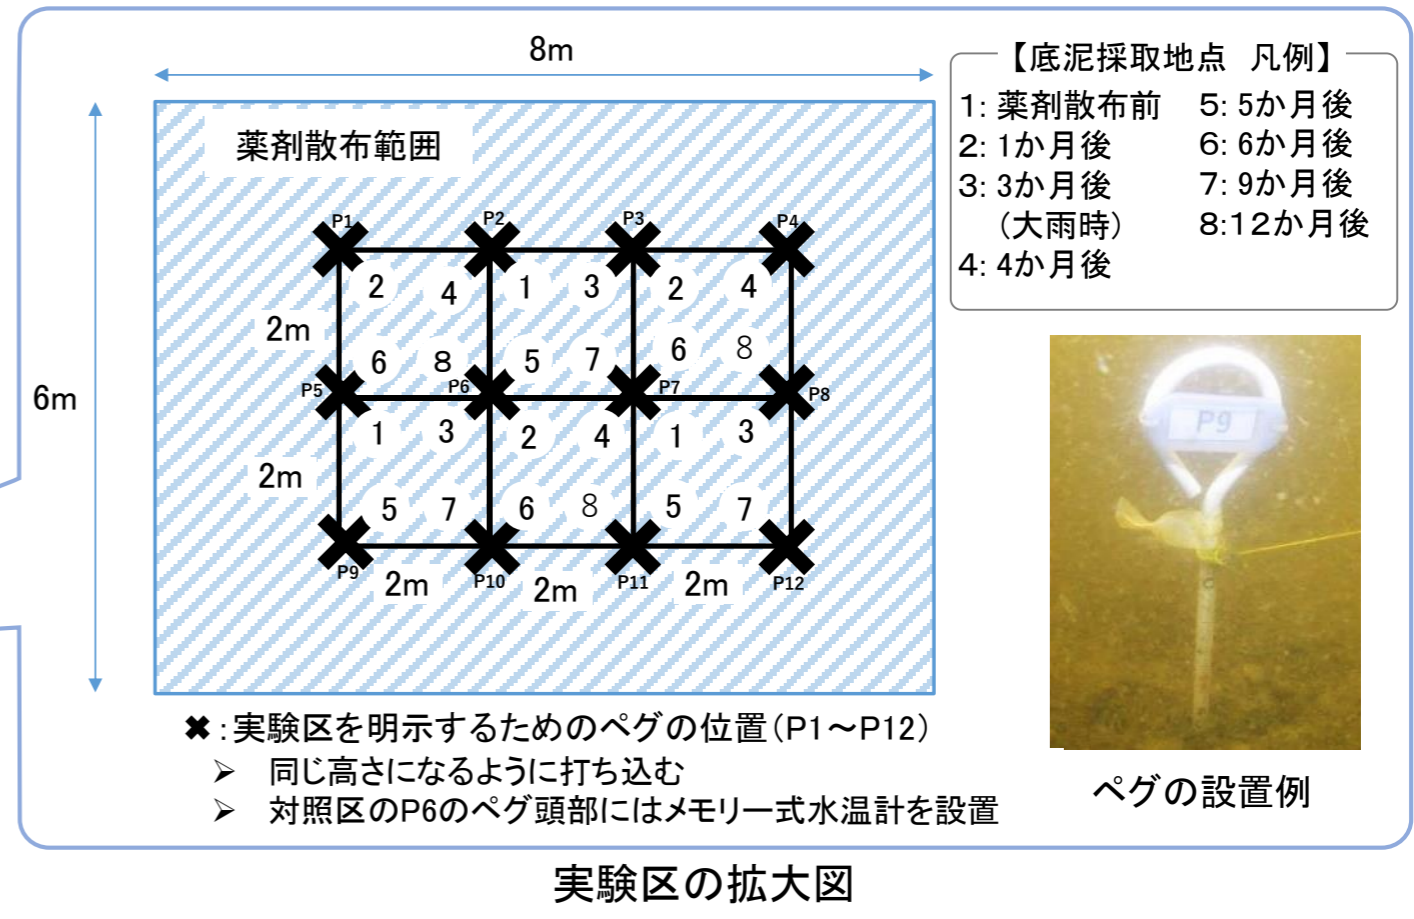 8m
【底泥採取地点 凡例】
1: 薬剤散布前 5: 5か月後
2: 1か月後 6: 6か月後
3: 3か月後 7: 9か月後
(大雨時) 8:12か月後
4: 4か月後
薬剤散布範囲
P1 P2 P3 P4
2 4 1 3 2 4
2m
6 8 5 7 6 8
6m
P5 P6 P7 P8
1 3 2 4 1 3
2m
5 7 6 8 5 7
P9 P10 P11 P12
2m 2m 2m
P9
✖:実験区を明示するためのペグの位置(P1~P12)
➢ 同じ高さになるように打ち込む
➢ 対照区のP6のペグ頭部にはメモリー式水温計を設置
ペグの設置例
実験区の拡大図